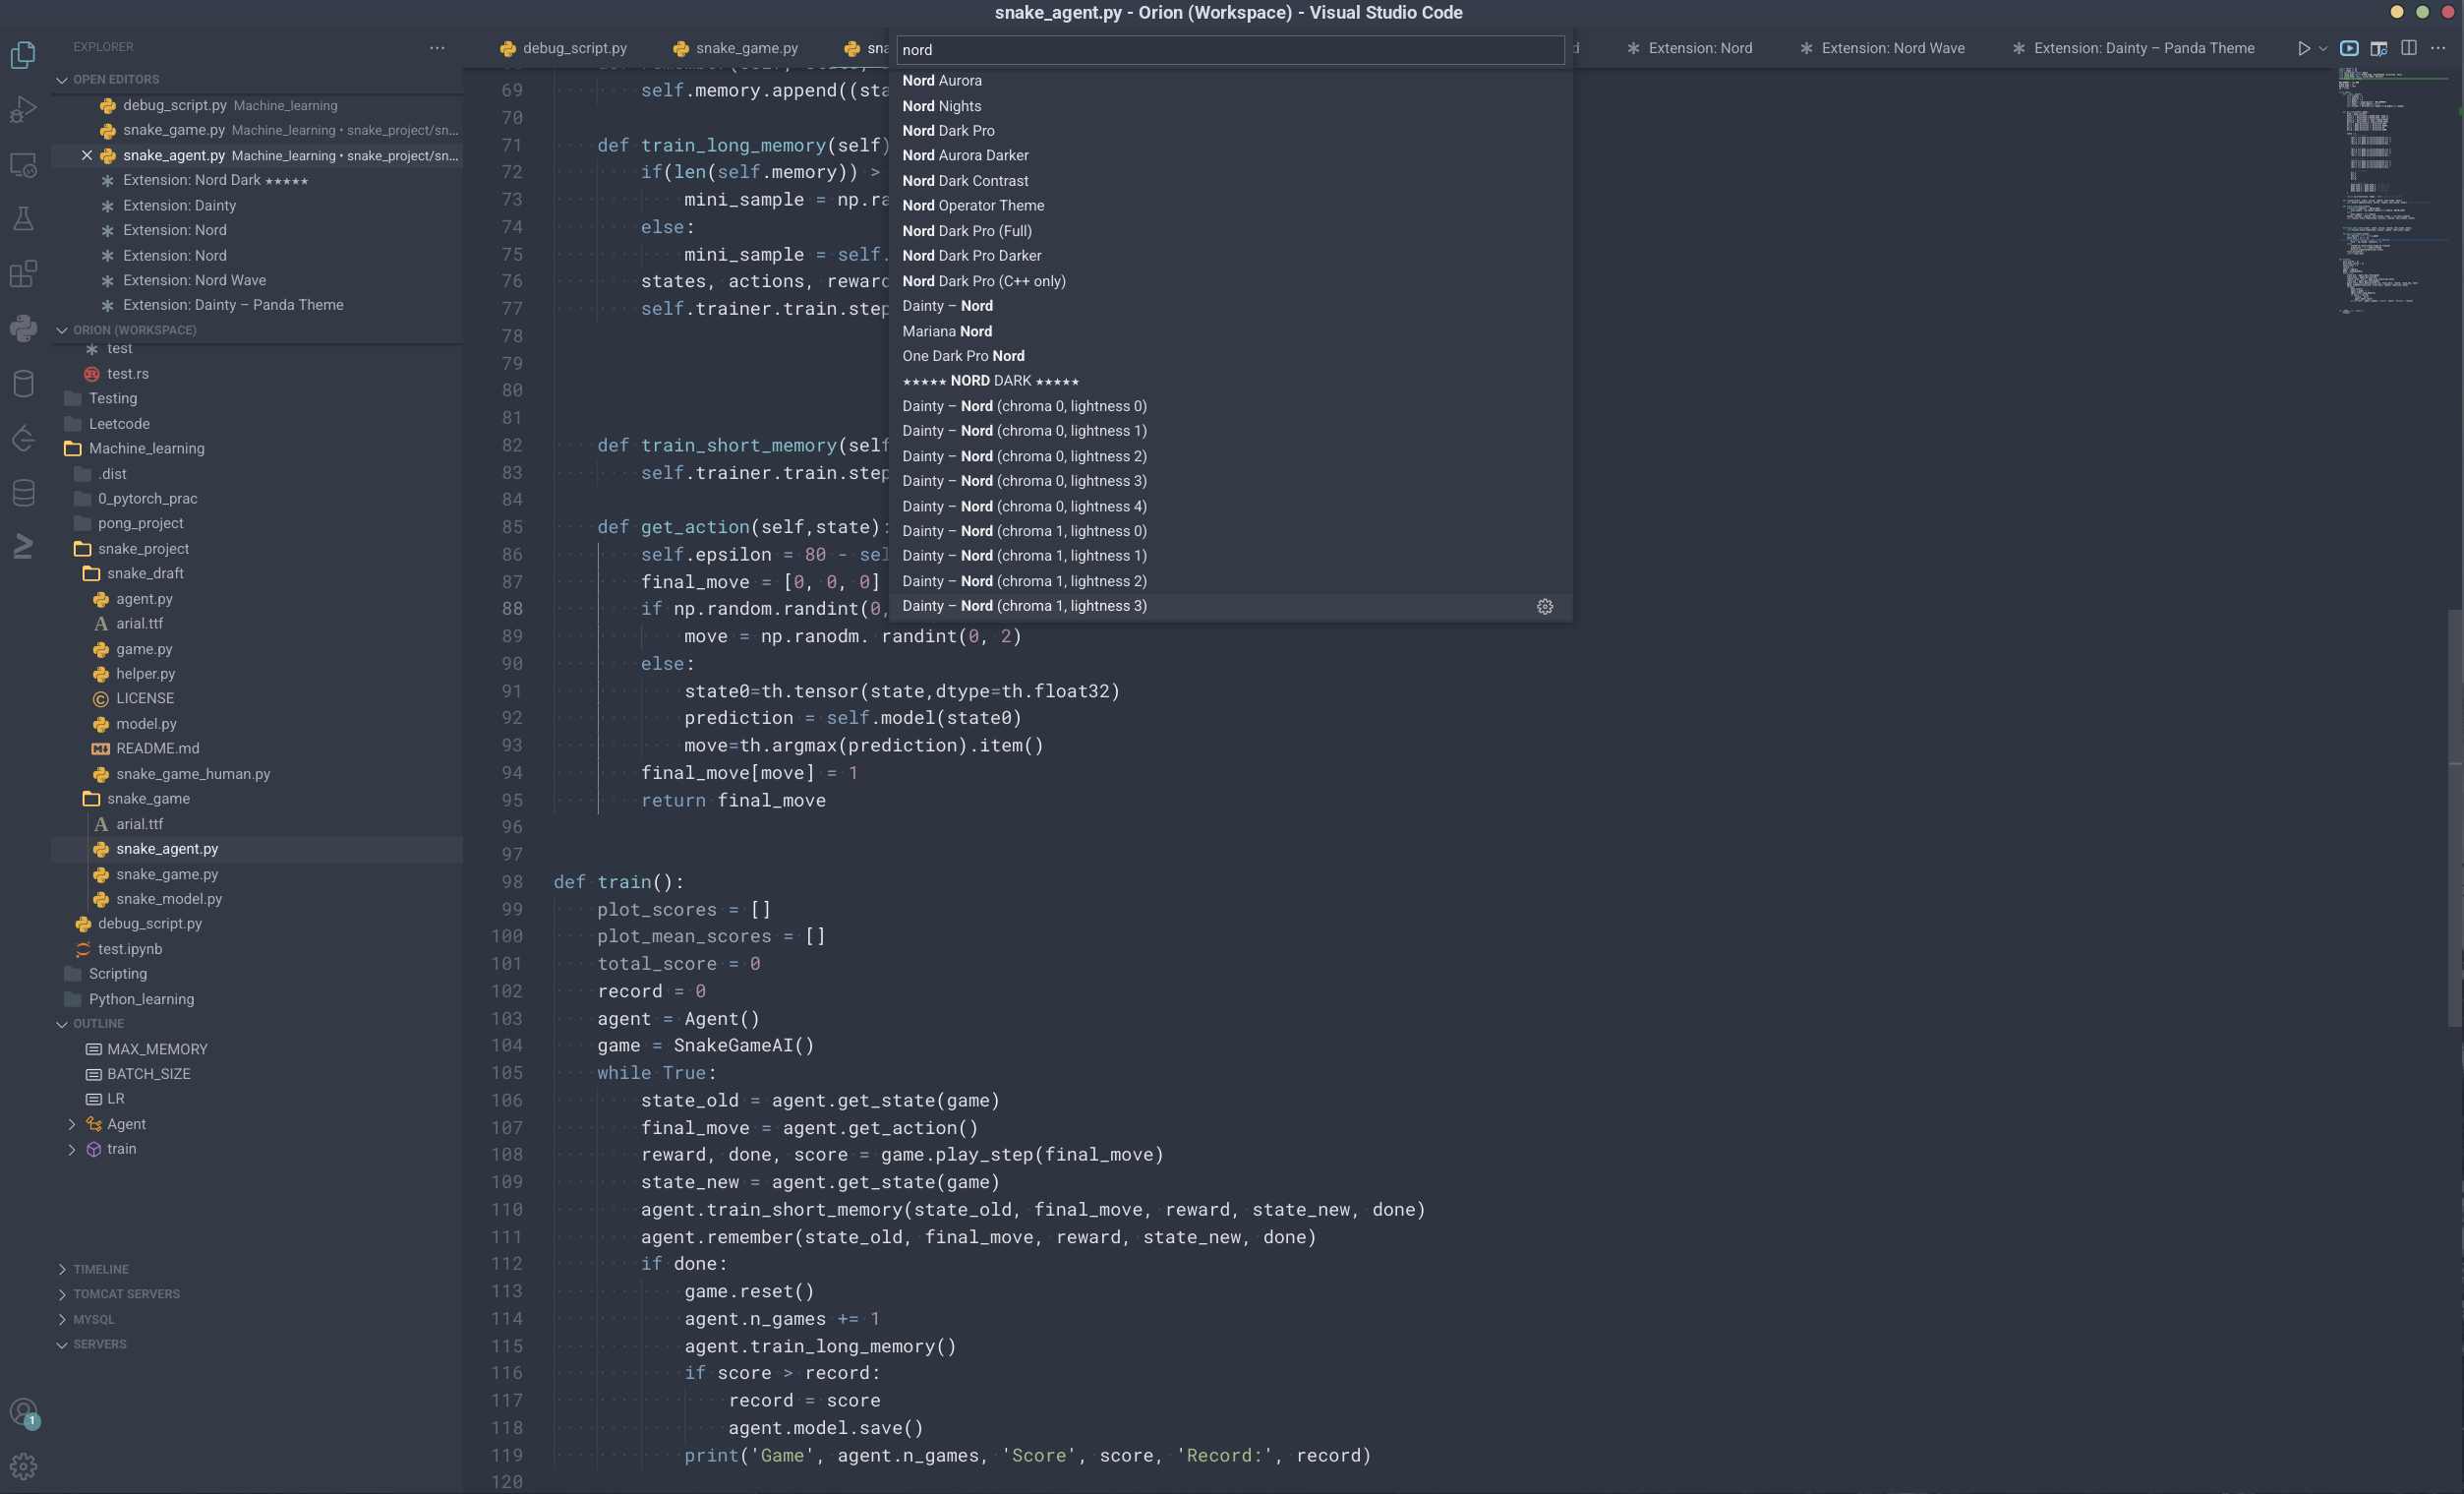 snake_agent.py - Orion (Workspace) - Visual Studio Code
EXPLORER
OPEN EDITORS
debug_script.py Machine_learning
snake_game.py Machine_learning • snake_project/sn...
snake_agent.py Machine_learning • snake_project/sn...
Extension: Nord Dark ★★★★★
Extension: Dainty
Extension: Nord
Extension: Nord
Extension: Nord Wave
Extension: Dainty – Panda Theme
ORION (WORKSPACE)
test
test.rs
Testing
Leetcode
Machine_learning
.dist
0_pytorch_prac
pong_project
snake_project
snake_draft
agent.py
arial.ttf
game.py
helper.py
LICENSE
model.py
README.md
snake_game_human.py
snake_game
arial.ttf
snake_agent.py
snake_game.py
snake_model.py
debug_script.py
test.ipynb
Scripting
Python_learning
OUTLINE
MAX_MEMORY
BATCH_SIZE
LR
Agent
train
TIMELINE
TOMCAT SERVERS
MYSQL
SERVERS
1
debug_script.py snake_game.py sna
Extension: Nord Extension: Nord Wave Extension: Dainty – Panda Theme
nord
Nord Aurora
Nord Nights
Nord Dark Pro
Nord Aurora Darker
Nord Dark Contrast
Nord Operator Theme
Nord Dark Pro (Full)
Nord Dark Pro Darker
Nord Dark Pro (C++ only)
Dainty – Nord
Mariana Nord
One Dark Pro Nord
★★★★★ NORD DARK ★★★★★
Dainty – Nord (chroma 0, lightness 0)
Dainty – Nord (chroma 0, lightness 1)
Dainty – Nord (chroma 0, lightness 2)
Dainty – Nord (chroma 0, lightness 3)
Dainty – Nord (chroma 0, lightness 4)
Dainty – Nord (chroma 1, lightness 0)
Dainty – Nord (chroma 1, lightness 1)
Dainty – Nord (chroma 1, lightness 2)
Dainty – Nord (chroma 1, lightness 3)
69 self.memory.append((sta
70
71 def train_long_memory(self)
72 if(len(self.memory)) >
73 mini_sample = np.ra
74 else:
75 mini_sample = self.
76 states, actions, reward
77 self.trainer.train.step
78
79
80
81
82 def train_short_memory(self
83 self.trainer.train.step
84
85 def get_action(self,state):
86 self.epsilon = 80 - sel
87 final_move = [0, 0, 0]
88 if np.random.randint(0,
89 move = np.ranodm. randint(0, 2)
90 else:
91 state0=th.tensor(state,dtype=th.float32)
92 prediction = self.model(state0)
93 move=th.argmax(prediction).item()
94 final_move[move] = 1
95 return final_move
96
97
98 def train():
99 plot_scores = []
100 plot_mean_scores = []
101 total_score = 0
102 record = 0
103 agent = Agent()
104 game = SnakeGameAI()
105 while True:
106 state_old = agent.get_state(game)
107 final_move = agent.get_action()
108 reward, done, score = game.play_step(final_move)
109 state_new = agent.get_state(game)
110 agent.train_short_memory(state_old, final_move, reward, state_new, done)
111 agent.remember(state_old, final_move, reward, state_new, done)
112 if done:
113 game.reset()
114 agent.n_games += 1
115 agent.train_long_memory()
116 if score > record:
117 record = score
118 agent.model.save()
119 print('Game', agent.n_games, 'Score', score, 'Record:', record)
120